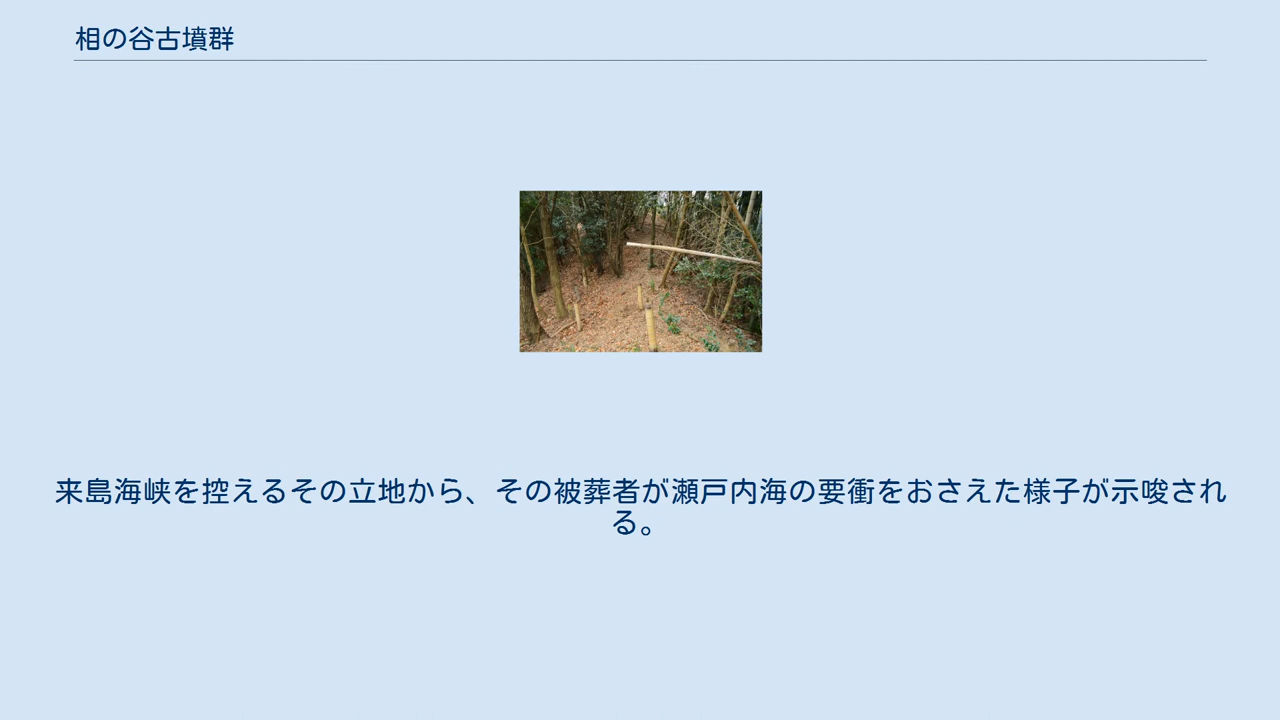 相の谷古墳群
来島海峡を控えるその立地から、その被葬者が瀬戸内海の要衝をおさえた様子が示唆され
る。